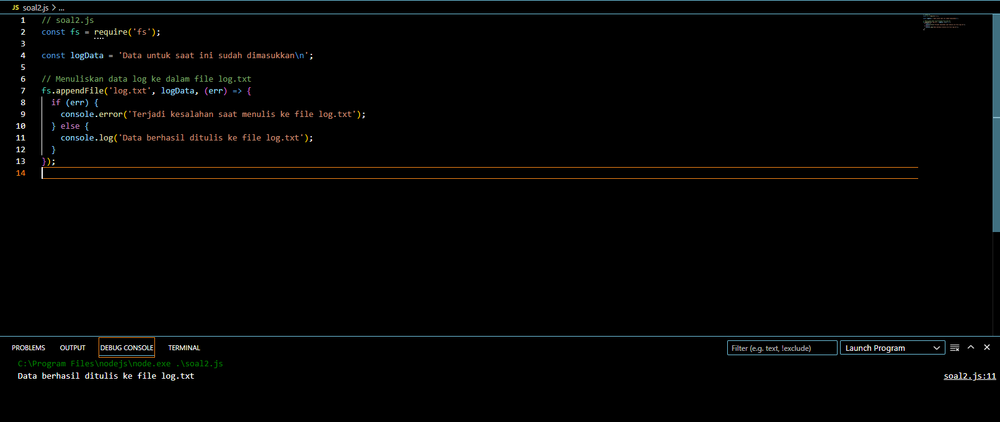 JS soal2.js > ...
1 // soal2.js
2 const fs = require('fs');
3
4 const logData = 'Data untuk saat ini sudah dimasukkan\n';
5
6 // Menuliskan data log ke dalam file log.txt
7 fs.appendFile('log.txt', logData, (err) => {
8   if (err) {
9     console.error('Terjadi kesalahan saat menulis ke file log.txt');
10   } else {
11     console.log('Data berhasil ditulis ke file log.txt');
12   }
13 });
14
PROBLEMS OUTPUT DEBUG CONSOLE TERMINAL Filter (e.g. text, !exclude) Launch Program
C:\Program Files\nodejs\node.exe .\soal2.js
Data berhasil ditulis ke file log.txt soal2.js:11